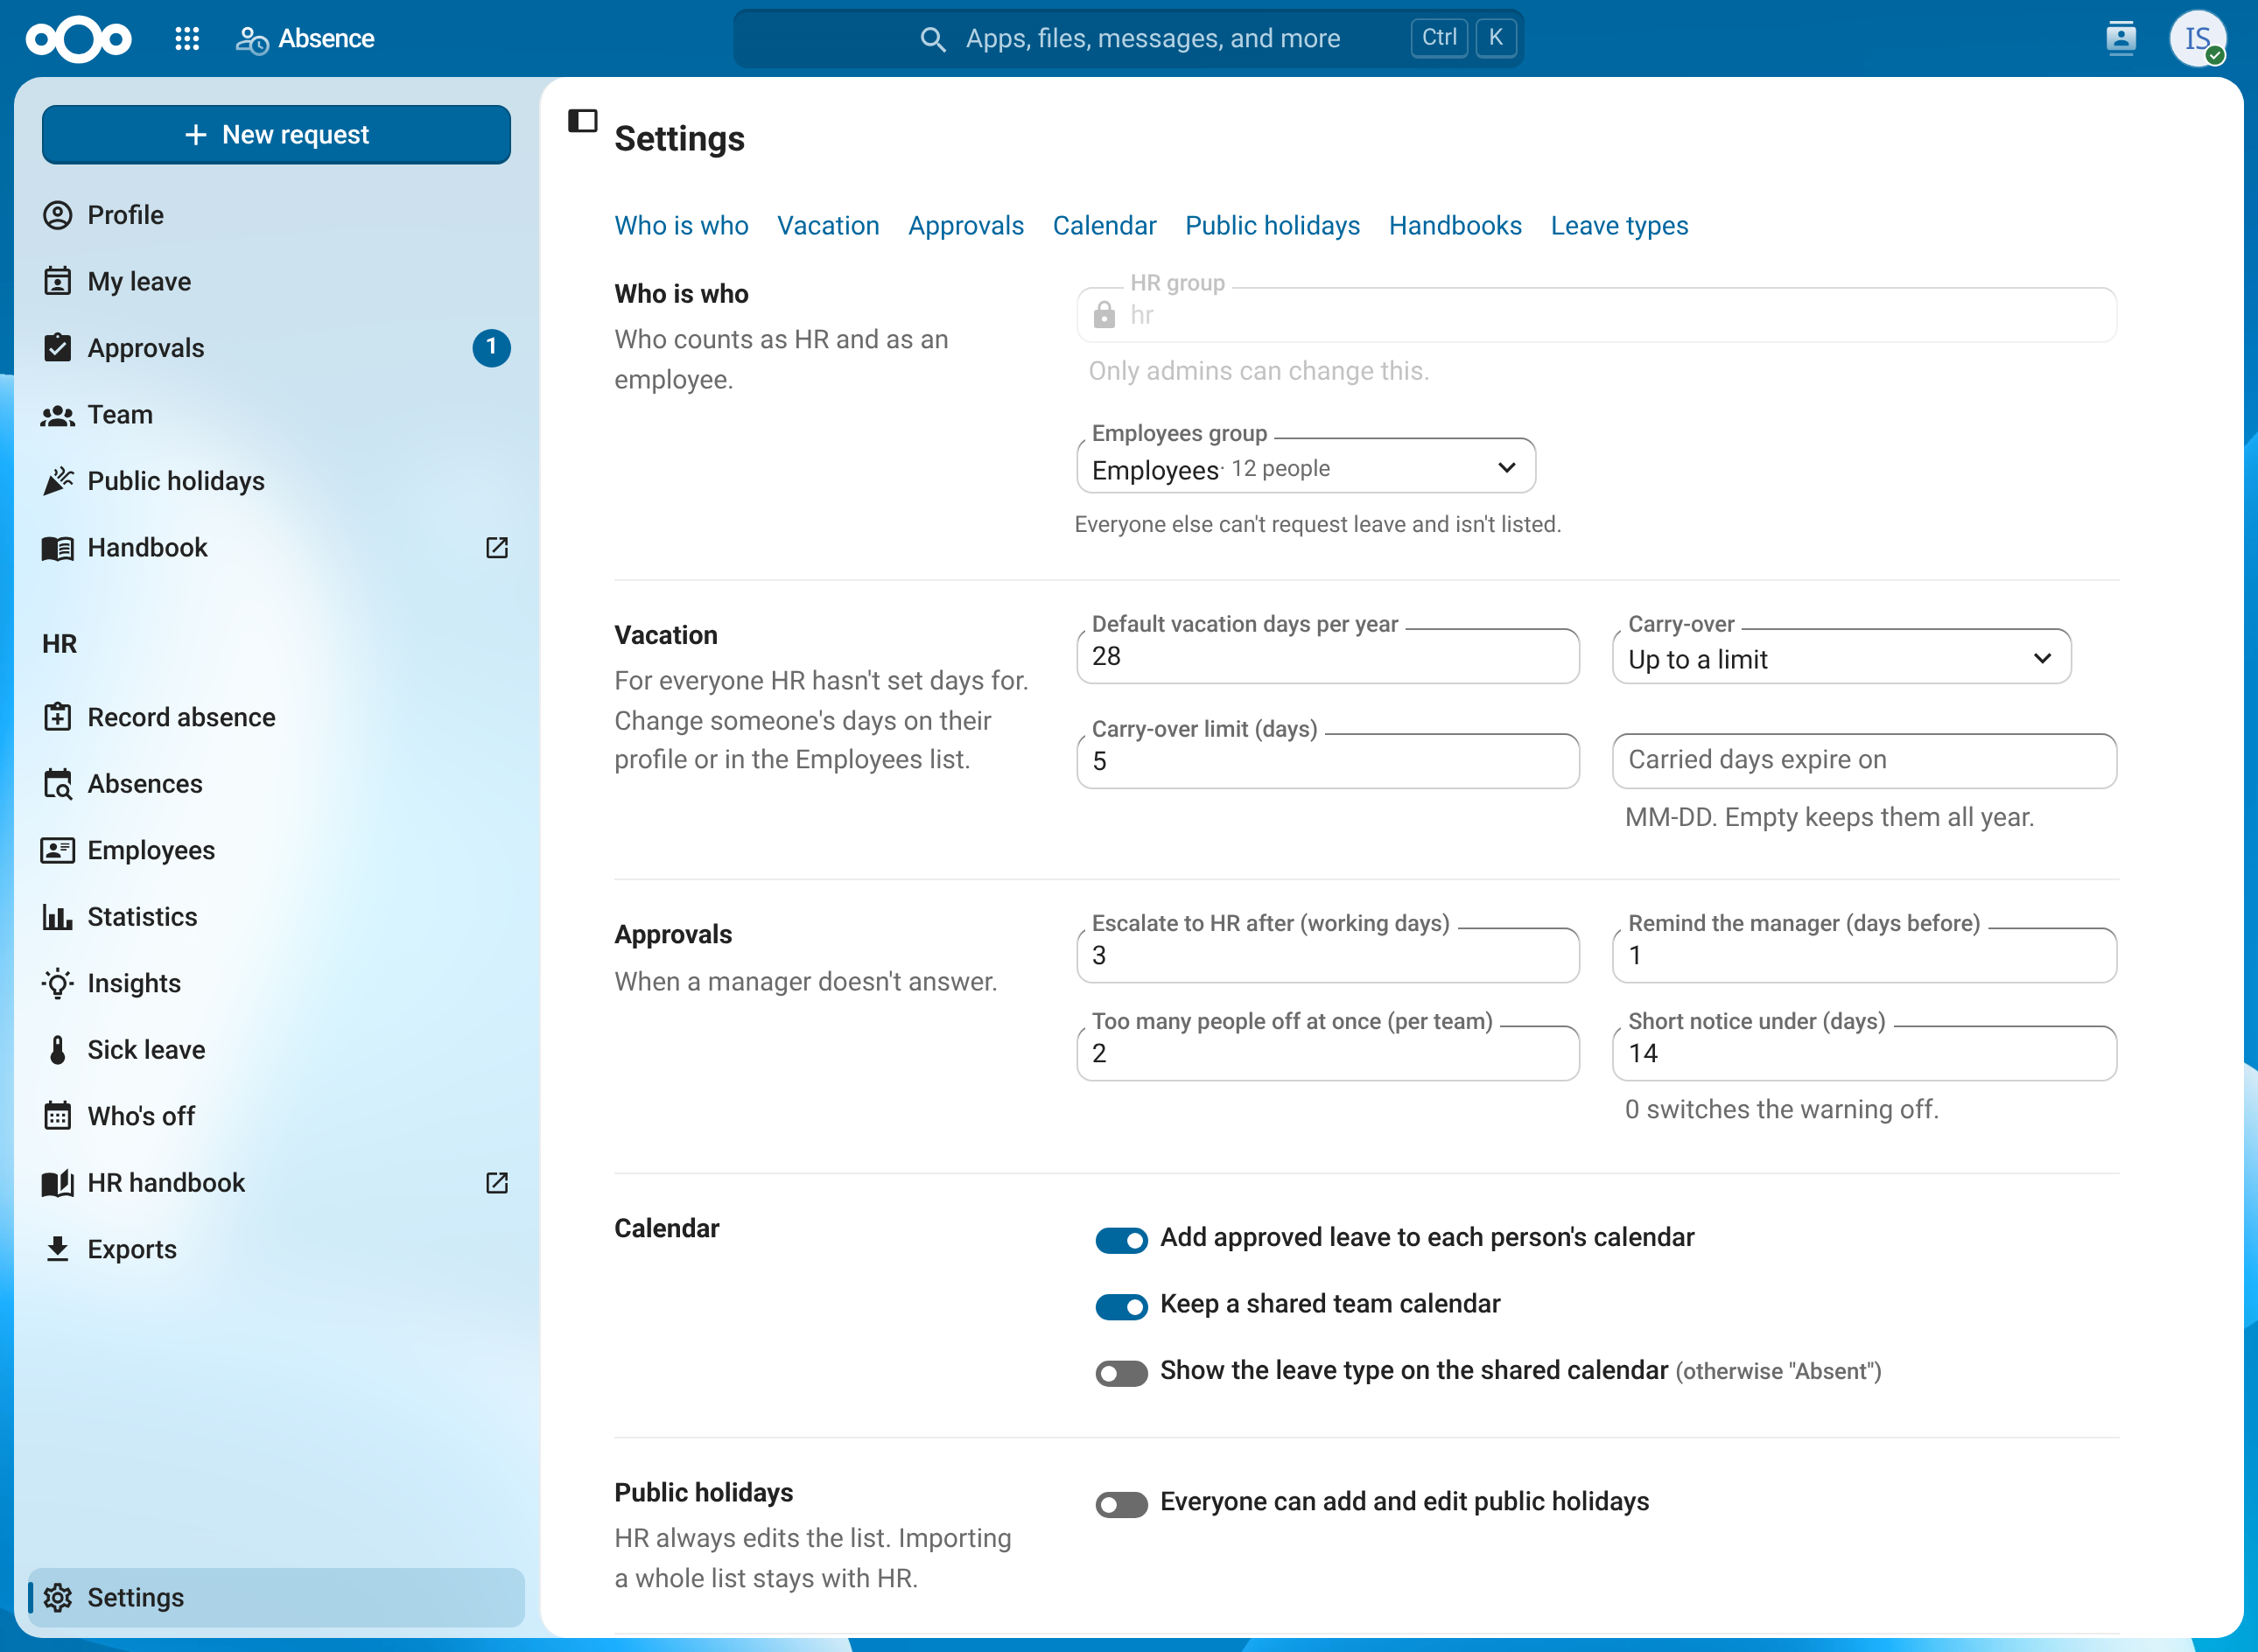 Absence
Apps, files, messages, and more
Ctrl
K
IS
New request
Profile
My leave
Approvals
1
Team
Public holidays
Handbook
HR
Record absence
Absences
Employees
Statistics
Insights
Sick leave
Who's off
HR handbook
Exports
Settings
Settings
Who is who
Vacation
Approvals
Calendar
Public holidays
Handbooks
Leave types
Who is who
Who counts as HR and as an
employee.
HR group
hr
Only admins can change this.
Employees group
Employees · 12 people
Everyone else can't request leave and isn't listed.
Vacation
For everyone HR hasn't set days for.
Change someone's days on their
profile or in the Employees list.
Default vacation days per year
28
Carry-over
Up to a limit
Carry-over limit (days)
5
Carried days expire on
MM-DD. Empty keeps them all year.
Approvals
When a manager doesn't answer.
Escalate to HR after (working days)
3
Remind the manager (days before)
1
Too many people off at once (per team)
2
Short notice under (days)
14
0 switches the warning off.
Calendar
Add approved leave to each person's calendar
Keep a shared team calendar
Show the leave type on the shared calendar (otherwise "Absent")
Public holidays
HR always edits the list. Importing
a whole list stays with HR.
Everyone can add and edit public holidays